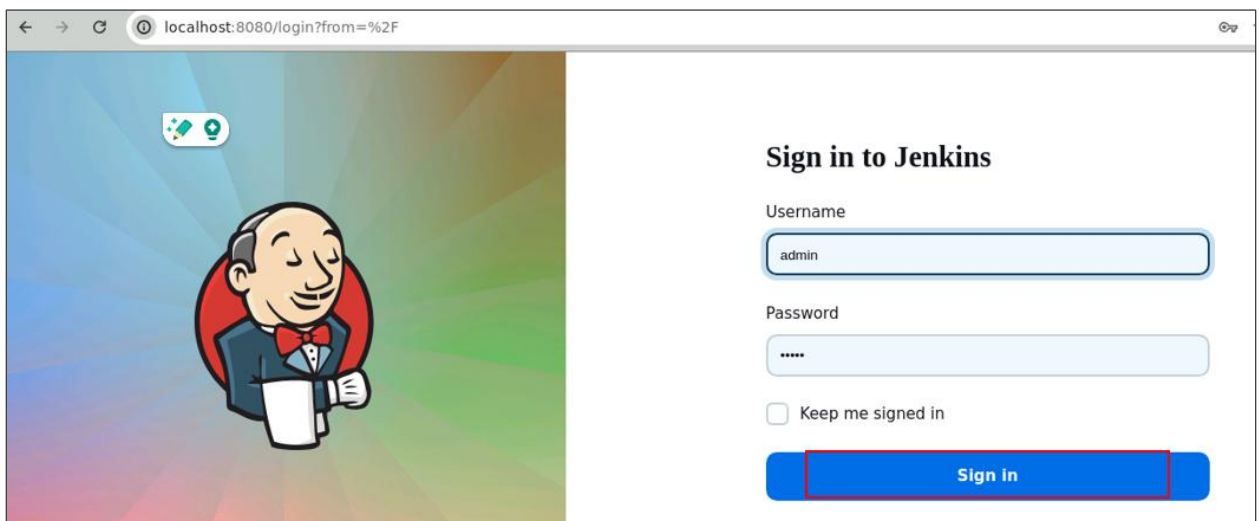 localhost:8080/login?from=%2F
Sign in to Jenkins
Username
admin
Password
•••••
Keep me signed in
Sign in